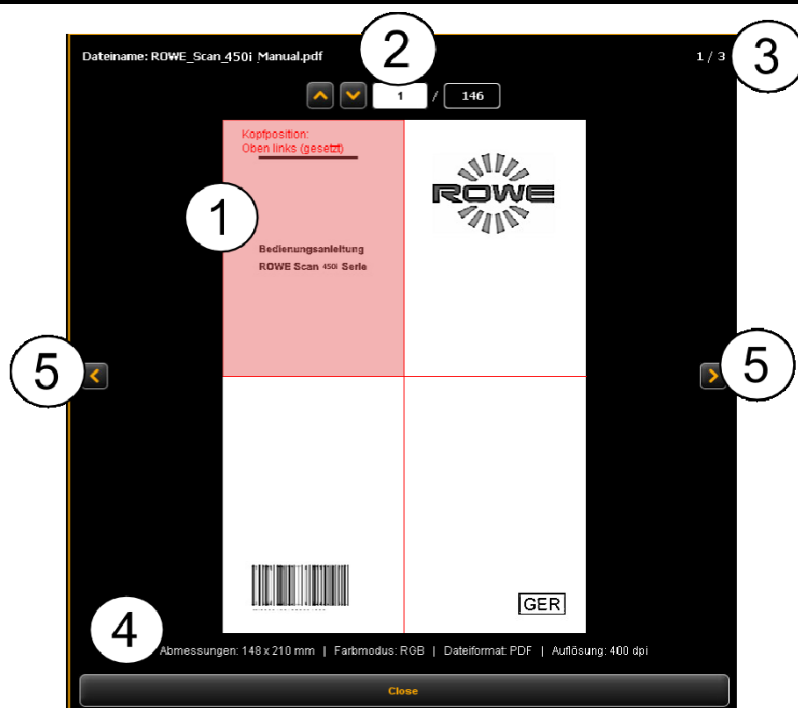 2
3
Dateiname: ROWE_Scan_450i_Manual.pdf
1 / 3
1 / 146
Kopfposition:
Oben links (gesetzt)
ROWE
1
Bedienungsanleitung
ROWE Scan 450i Serie
5
5
GER
4
Abmessungen: 148 x 210 mm | Farbmodus: RGB | Dateiformat: PDF | Auflösung: 400 dpi
Close